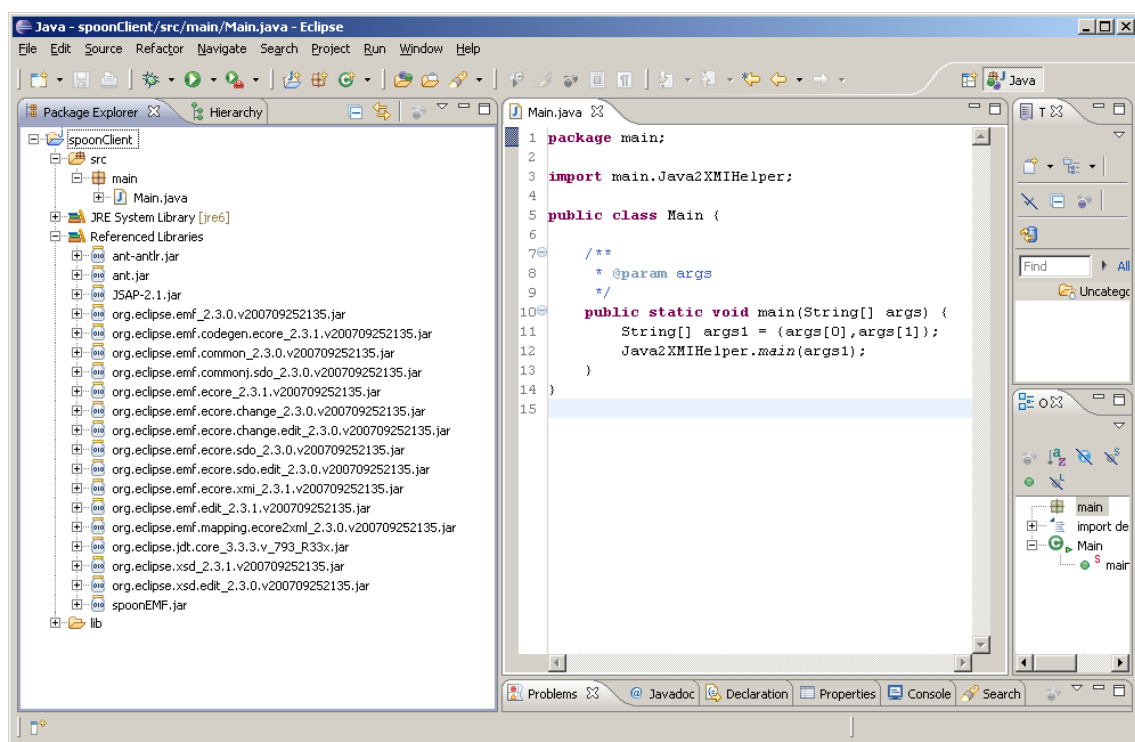 Java - spoonClient/src/main/Main.java - Eclipse
File Edit Source Refactor Navigate Search Project Run Window Help
Java
Package Explorer Hierarchy
spoonClient
src
main
Main.java
JRE System Library [jre6]
Referenced Libraries
ant-antlr.jar
ant.jar
JSAP-2.1.jar
org.eclipse.emf_2.3.0.v200709252135.jar
org.eclipse.emf.codegen.ecore_2.3.1.v200709252135.jar
org.eclipse.emf.common_2.3.0.v200709252135.jar
org.eclipse.emf.commonj.sdo_2.3.0.v200709252135.jar
org.eclipse.emf.ecore_2.3.1.v200709252135.jar
org.eclipse.emf.ecore.change_2.3.0.v200709252135.jar
org.eclipse.emf.ecore.change.edit_2.3.0.v200709252135.jar
org.eclipse.emf.ecore.sdo_2.3.0.v200709252135.jar
org.eclipse.emf.ecore.sdo.edit_2.3.0.v200709252135.jar
org.eclipse.emf.ecore.xmi_2.3.1.v200709252135.jar
org.eclipse.emf.edit_2.3.1.v200709252135.jar
org.eclipse.emf.mapping.ecore2xml_2.3.0.v200709252135.jar
org.eclipse.jdt.core_3.3.3.v_793_R33x.jar
org.eclipse.xsd_2.3.1.v200709252135.jar
org.eclipse.xsd.edit_2.3.0.v200709252135.jar
spoonEMF.jar
lib
Main.java
1 package main;
2
3 import main.Java2XMIHelper;
4
5 public class Main {
6
7 /**
8 * @param args
9 */
10 public static void main(String[] args) {
11 String[] args1 = {args[0],args[1]};
12 Java2XMIHelper.main(args1);
13 }
14 }
15
T
Find All
Uncatego
O
main
import de
Main
main
Problems @ Javadoc Declaration Properties Console Search